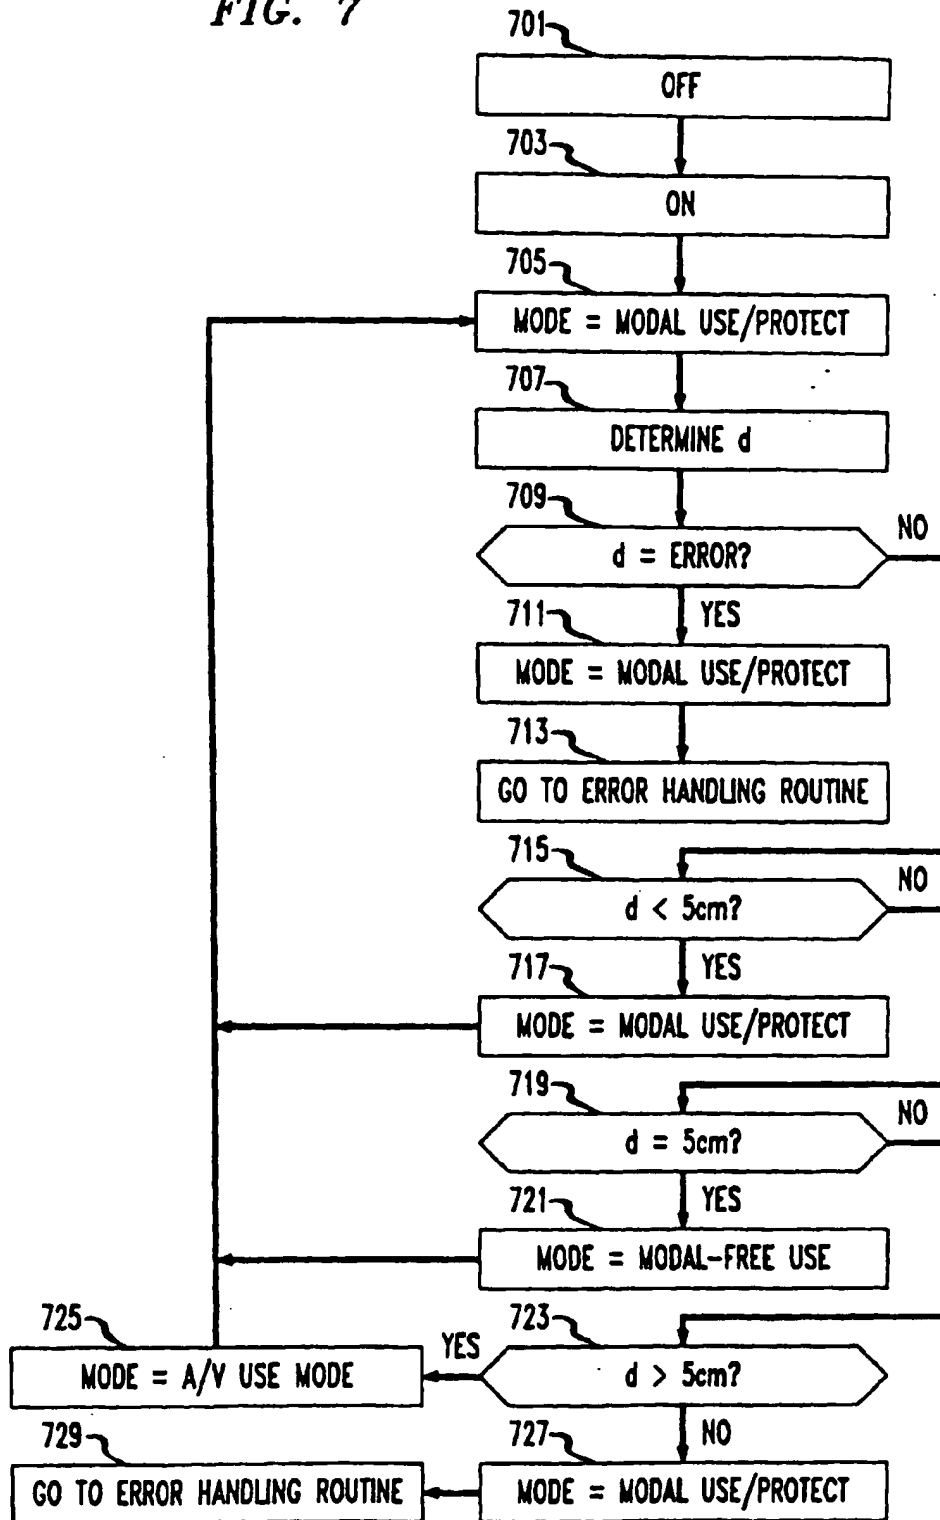 FIG. 7
701
OFF
703
ON
705
MODE = MODAL USE/PROTECT
707
DETERMINE d
709
d = ERROR?
NO
YES
711
MODE = MODAL USE/PROTECT
713
GO TO ERROR HANDLING ROUTINE
715
d < 5cm?
NO
YES
717
MODE = MODAL USE/PROTECT
719
d = 5cm?
NO
YES
721
MODE = MODAL-FREE USE
723
d > 5cm?
YES
725
MODE = A/V USE MODE
NO
727
MODE = MODAL USE/PROTECT
729
GO TO ERROR HANDLING ROUTINE